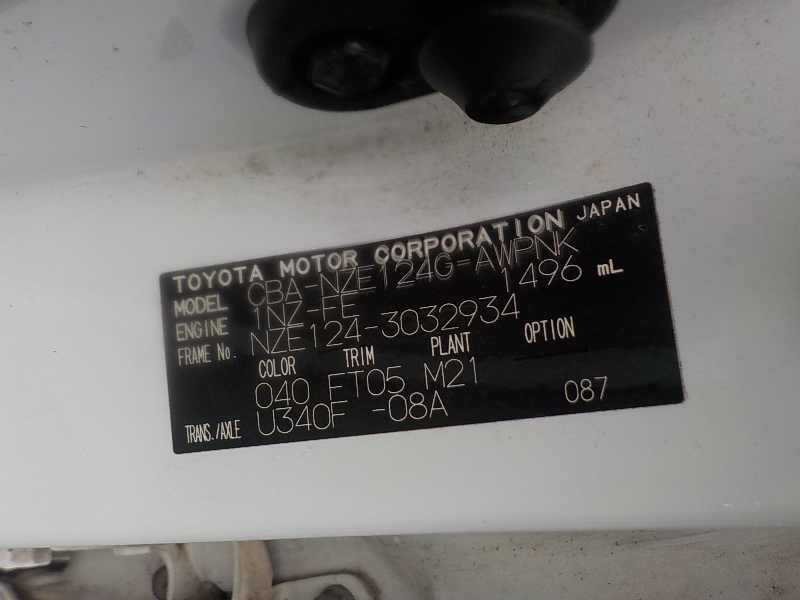 TOYOTA MOTOR CORPORATION JAPAN
MODEL CBA-NZE124G-AWPNK
ENGINE 1NZ-FE 1496 mL
FRAME No. NZE124-3032934
COLOR TRIM PLANT OPTION
040 FT05 M21
TRANS./AXLE U340F -08A 087